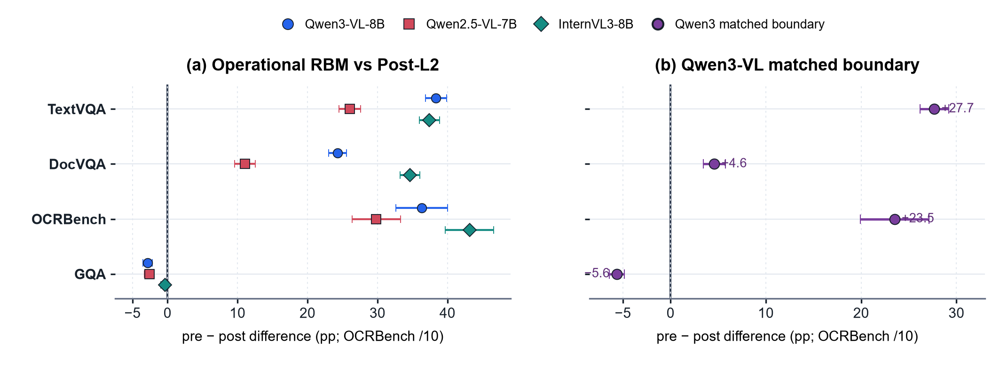 Qwen3-VL-8B Qwen2.5-VL-7B InternVL3-8B Qwen3 matched boundary
(a) Operational RBM vs Post-L2
TextVQA
DocVQA
OCRBench
GQA
−5 0 10 20 30 40
pre − post difference (pp; OCRBench /10)
(b) Qwen3-VL matched boundary
+27.7
+4.6
+23.5
−5.6
−5 0 10 20 30
pre − post difference (pp; OCRBench /10)